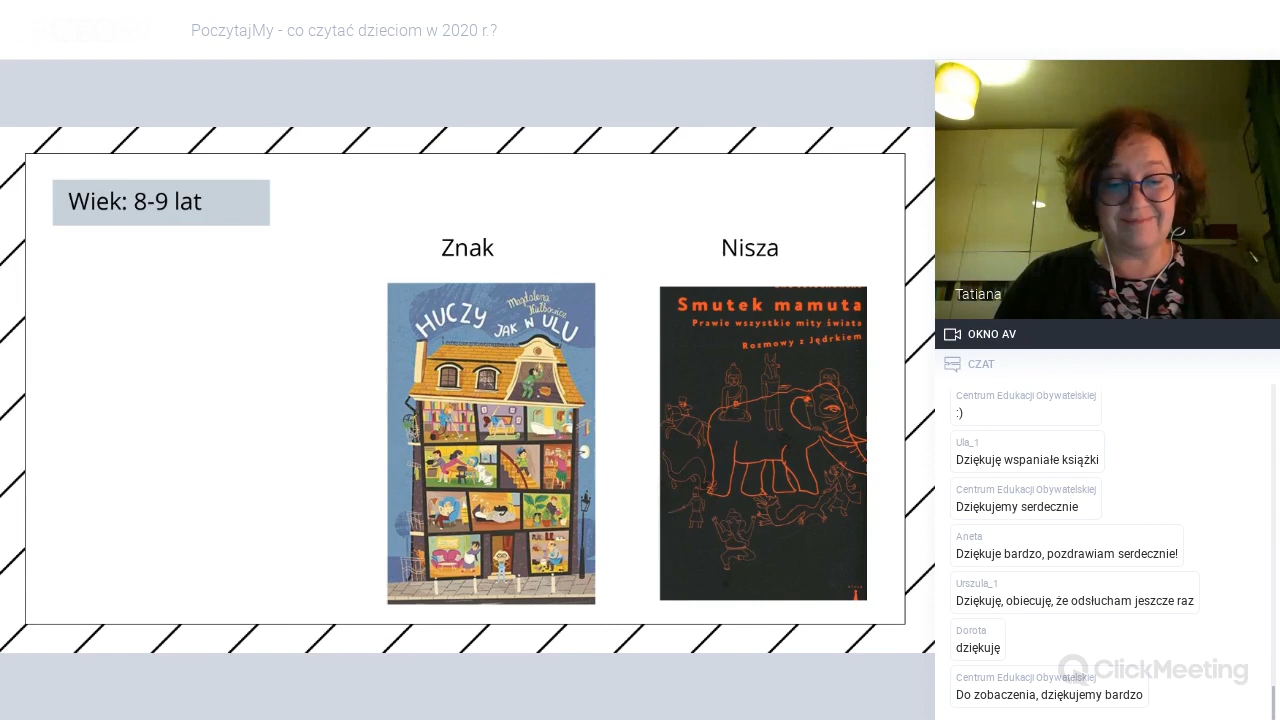 PoczytajMy - co czytać dzieciom w 2020 r.?
Wiek: 8-9 lat
Znak
Nisza
Magdalena
Kiełbowicz
HUCZY JAK W ULU
Smutek mamuta
Prawie wszystkie mity świata
Rozmowy z Jędrkiem
Tatiana
OKNO AV
CZAT
Centrum Edukacji Obywatelskiej
:)
Ula_1
Dziękuję wspaniałe książki
Centrum Edukacji Obywatelskiej
Dziękujemy serdecznie
Aneta
Dziękuje bardzo, pozdrawiam serdecznie!
Urszula_1
Dziękuję, obiecuję, że odsłucham jeszcze raz
Dorota
dziękuję
Centrum Edukacji Obywatelskiej
Do zobaczenia, dziękujemy bardzo
ClickMeeting